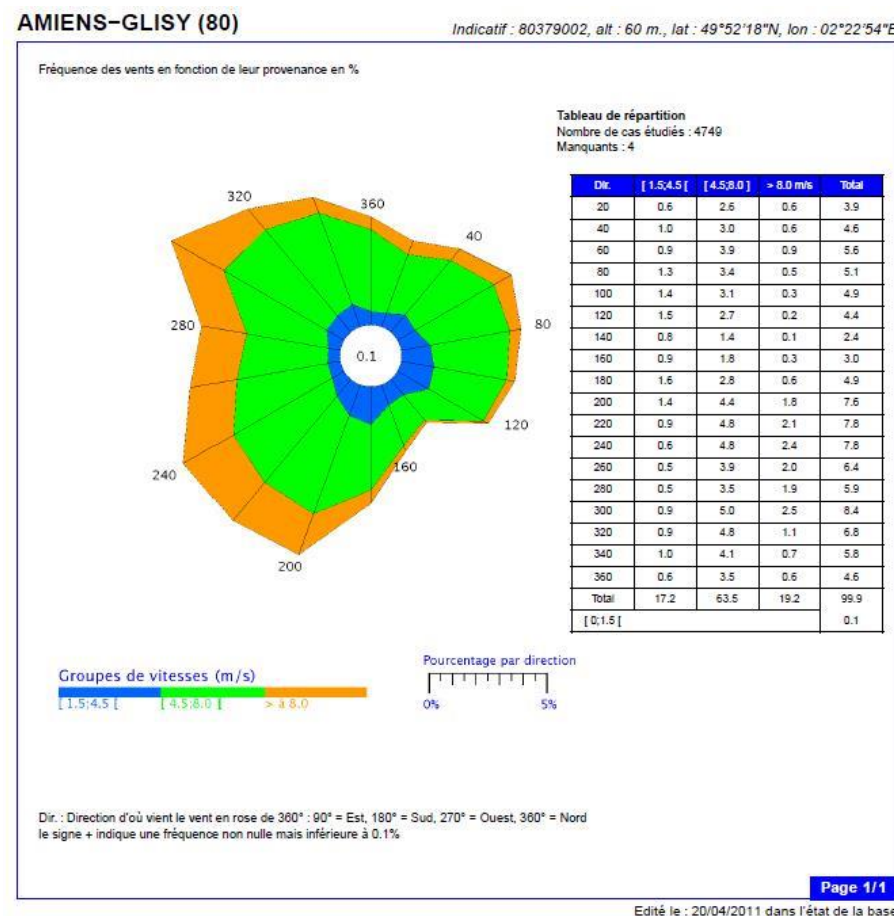 AMIENS−GLISY (80)
Indicatif : 80379002, alt : 60 m., lat : 49°52'18"N, lon : 02°22'54"E
Fréquence des vents en fonction de leur provenance en %
Tableau de répartition
Nombre de cas étudiés : 4749
Manquants : 4
320
360
40
280
80
0.1
120
240
160
200
Dir. [ 1.5;4.5 [ [ 4.5;8.0 ] > 8.0 m/s Total
20 0.6 2.6 0.6 3.9
40 1.0 3.0 0.6 4.6
60 0.9 3.9 0.9 5.6
80 1.3 3.4 0.5 5.1
100 1.4 3.1 0.3 4.9
120 1.5 2.7 0.2 4.4
140 0.8 1.4 0.1 2.4
160 0.9 1.8 0.3 3.0
180 1.6 2.8 0.6 4.9
200 1.4 4.4 1.8 7.6
220 0.9 4.8 2.1 7.8
240 0.6 4.8 2.4 7.8
260 0.5 3.9 2.0 6.4
280 0.5 3.5 1.9 5.9
300 0.9 5.0 2.5 8.4
320 0.9 4.8 1.1 6.8
340 1.0 4.1 0.7 5.8
360 0.6 3.5 0.6 4.6
Total 17.2 63.5 19.2 99.9
[ 0;1.5 [ 0.1
Groupes de vitesses (m/s)
[ 1.5;4.5 [ [ 4.5;8.0 [ > à 8.0
Pourcentage par direction
0% 5%
Dir. : Direction d'où vient le vent en rose de 360° : 90° = Est, 180° = Sud, 270° = Ouest, 360° = Nord
le signe + indique une fréquence non nulle mais inférieure à 0.1%
Page 1/1
Edité le : 20/04/2011 dans l'état de la base